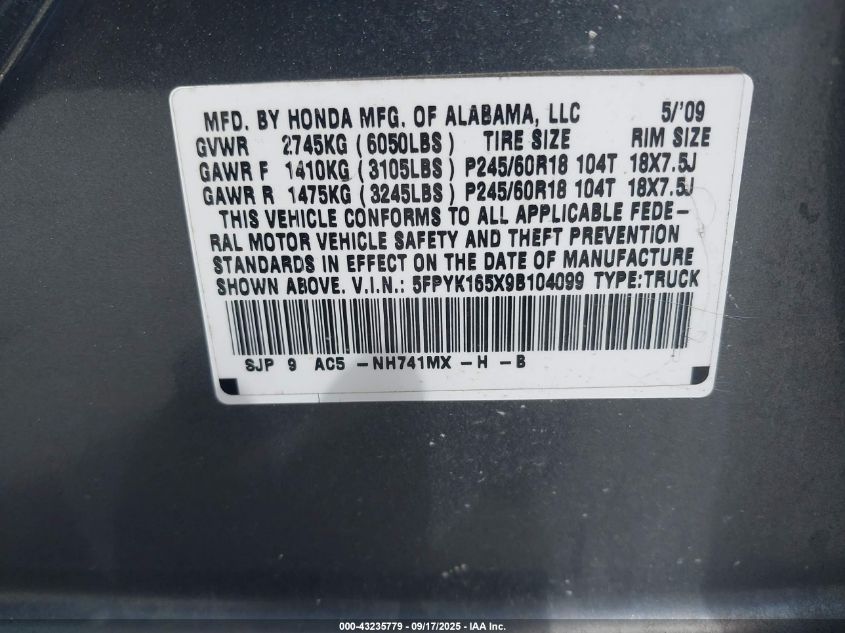 MFD. BY HONDA MFG. OF ALABAMA, LLC 5/'09
GVWR 2745KG (6050LBS) TIRE SIZE RIM SIZE
GAWR F 1410KG (3105LBS) P245/60R18 104T 18X7.5J
GAWR R 1475KG (3245LBS) P245/60R18 104T 18X7.5J
THIS VEHICLE CONFORMS TO ALL APPLICABLE FEDE-
RAL MOTOR VEHICLE SAFETY AND THEFT PREVENTION
STANDARDS IN EFFECT ON THE DATE OF MANUFACTURE
SHOWN ABOVE. V.I.N.: 5FPYK165X9B104099 TYPE:TRUCK
SJP 9 AC5 -NH741MX -H -B
000-43235779 - 09/17/2025 - IAA Inc.